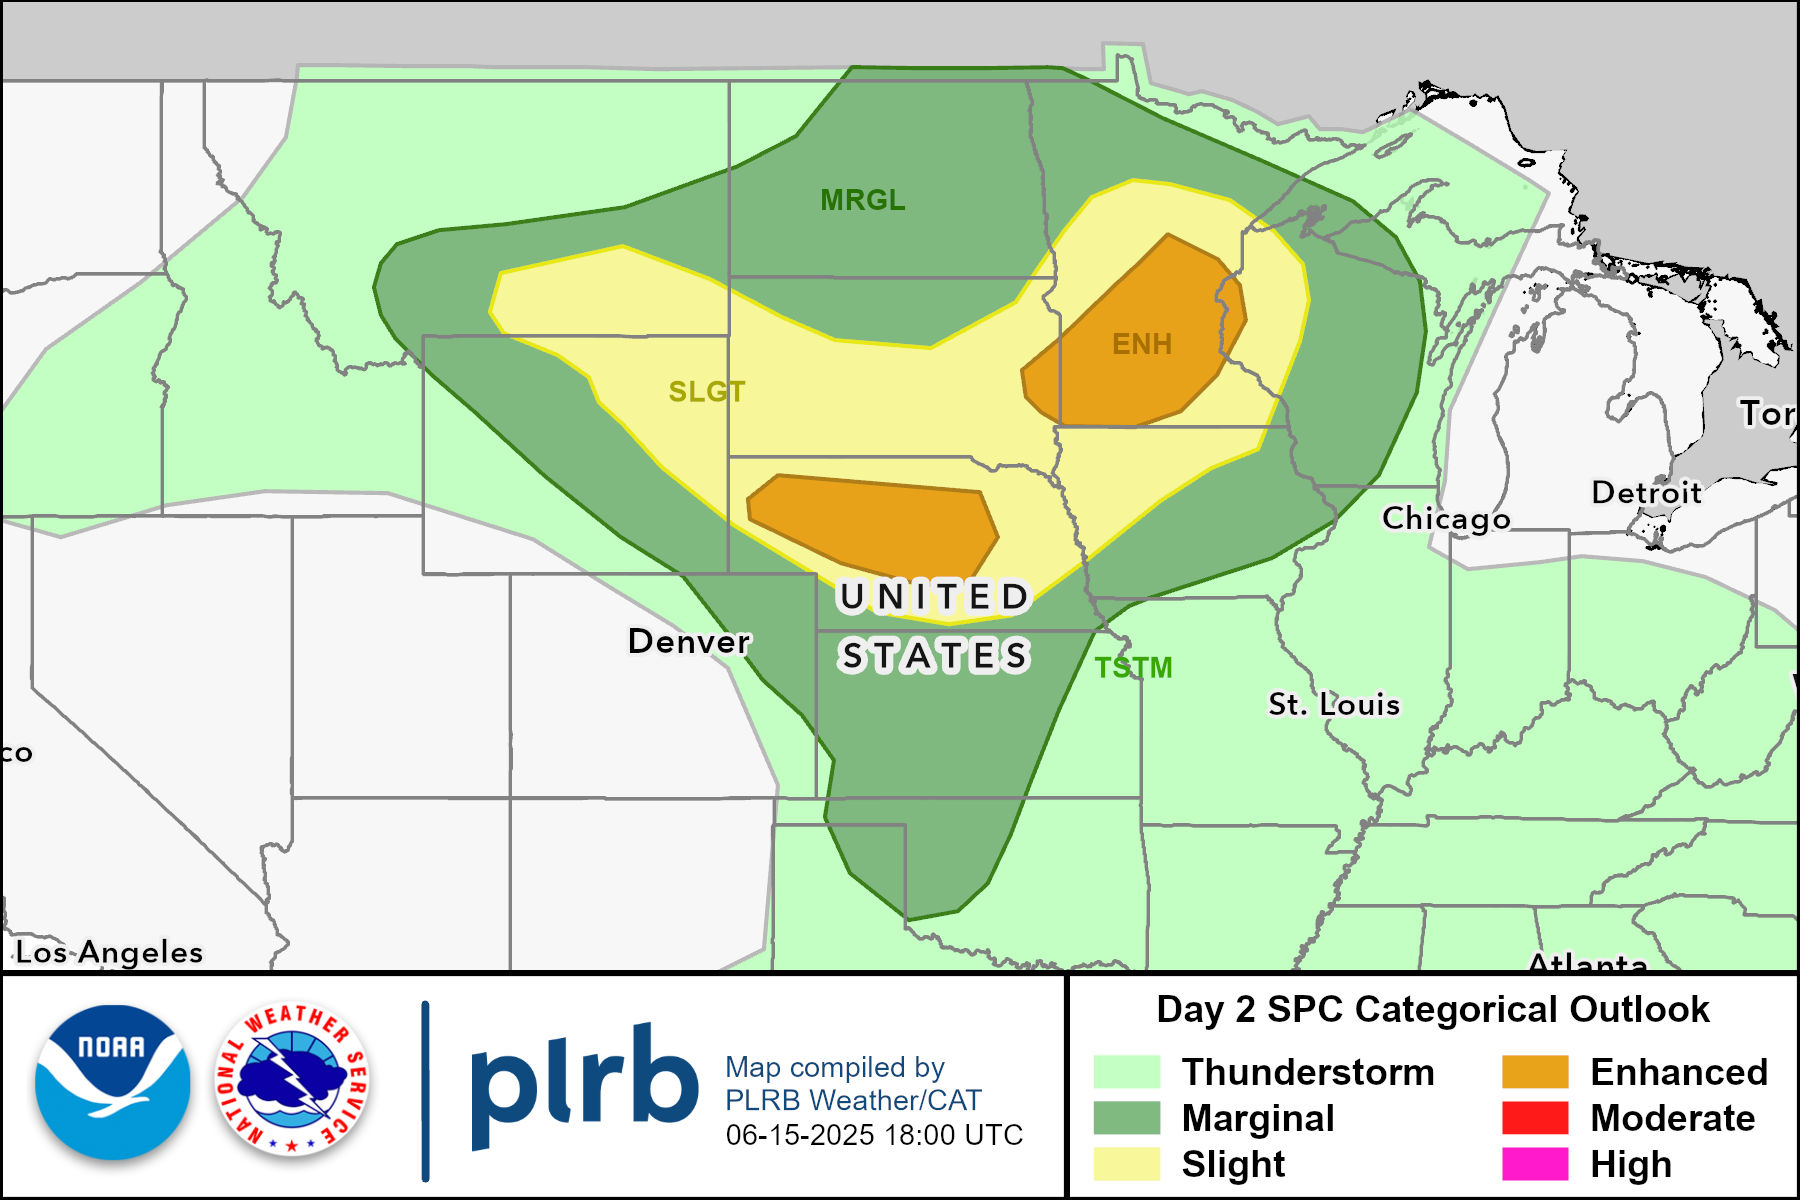 MRGL
ENH
SLGT
Tor
Detroit
Chicago
UNITED
STATES
Denver
TSTM
St. Louis
co
Los Angeles
Atlanta
NOAA
NATIONAL WEATHER SERVICE
plrb
Map compiled by
PLRB Weather/CAT
06-15-2025 18:00 UTC
Day 2 SPC Categorical Outlook
Thunderstorm
Marginal
Slight
Enhanced
Moderate
High